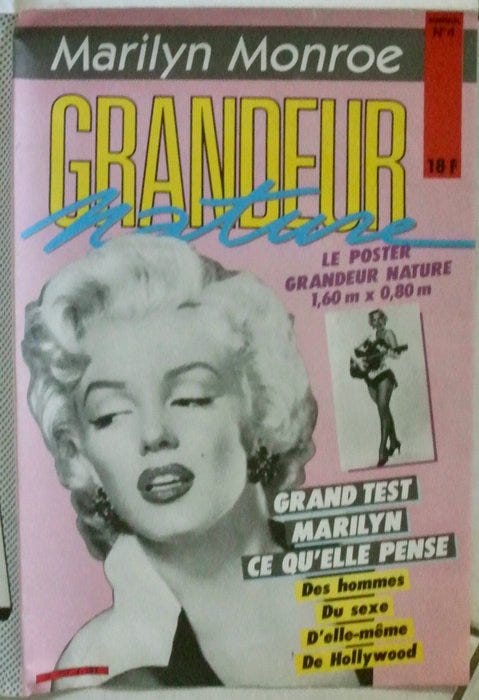 Marilyn Monroe
N°4
18 F
GRANDEUR
nature
LE POSTER
GRANDEUR NATURE
1,60 m x 0,80 m
GRAND TEST
MARILYN
CE QU'ELLE PENSE
Des hommes
Du sexe
D'elle-même
De Hollywood